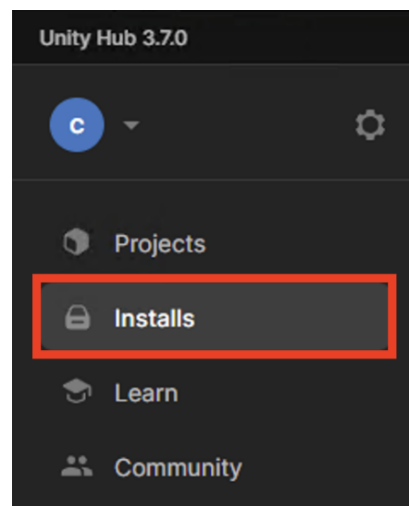 Unity Hub 3.7.0
C
Projects
Installs
Learn
Community